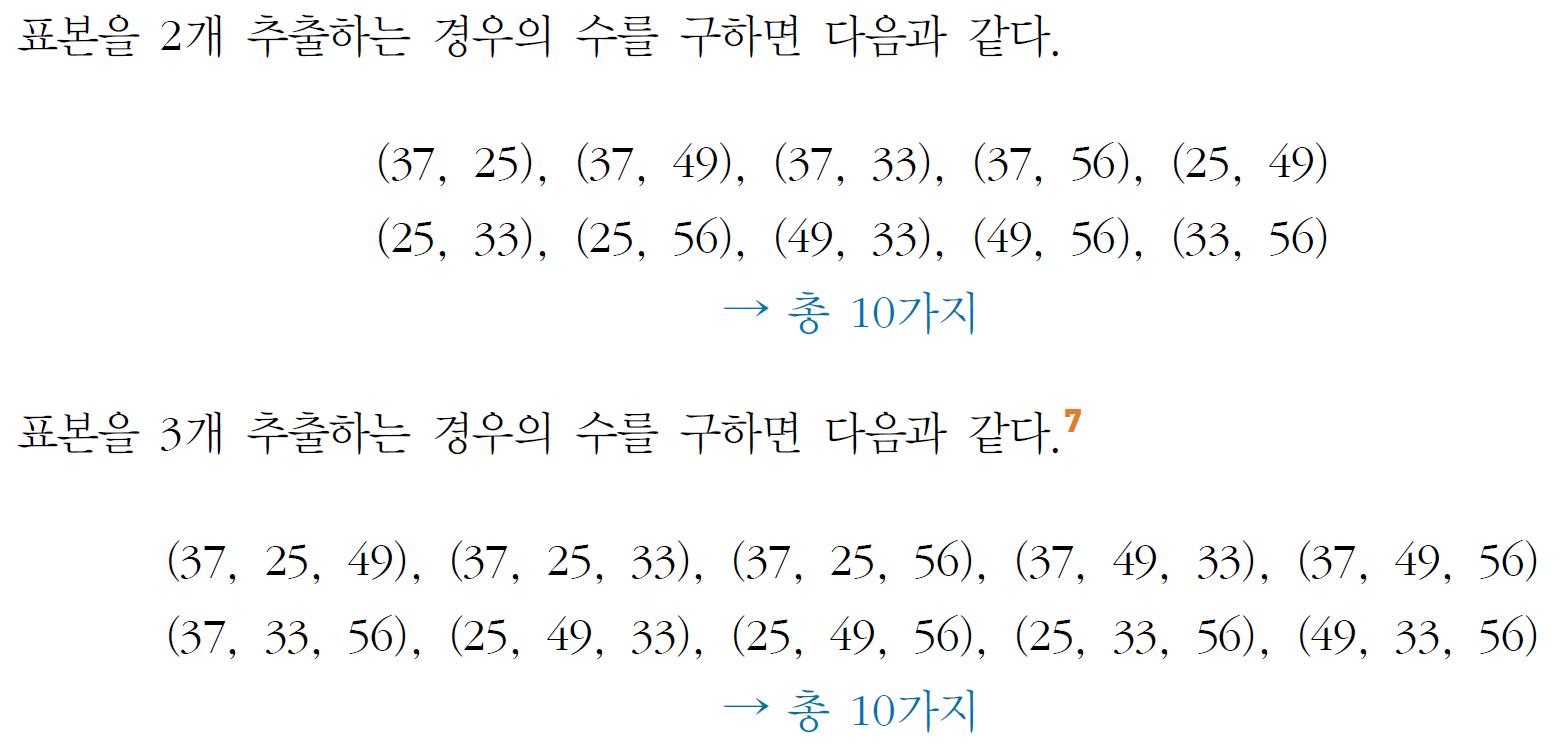 표본을 2개 추출하는 경우의 수를 구하면 다음과 같다.
(37, 25), (37, 49), (37, 33), (37, 56), (25, 49)
(25, 33), (25, 56), (49, 33), (49, 56), (33, 56)
→ 총 10가지
표본을 3개 추출하는 경우의 수를 구하면 다음과 같다.7
(37, 25, 49), (37, 25, 33), (37, 25, 56), (37, 49, 33), (37, 49, 56)
(37, 33, 56), (25, 49, 33), (25, 49, 56), (25, 33, 56), (49, 33, 56)
→ 총 10가지